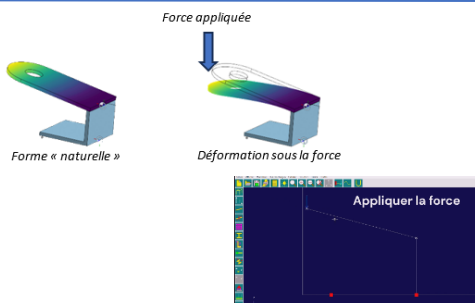 Force appliquée
Forme « naturelle »
Déformation sous la force
Appliquer la force